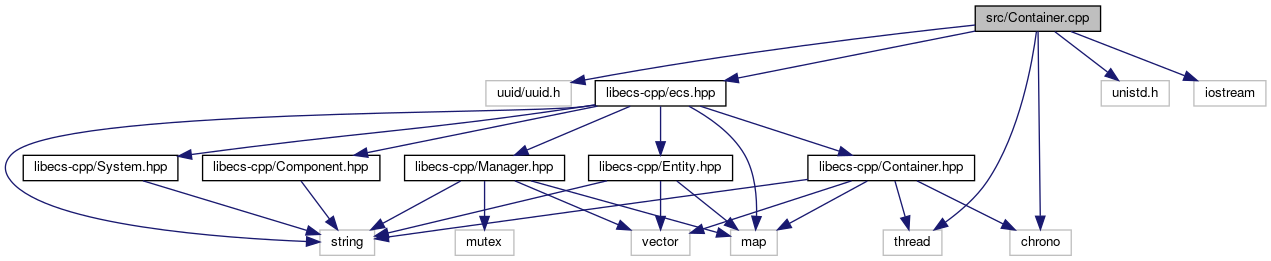 src/Container.cpp
uuid/uuid.h
libecs-cpp/ecs.hpp
unistd.h
iostream
libecs-cpp/System.hpp
libecs-cpp/Component.hpp
libecs-cpp/Manager.hpp
libecs-cpp/Entity.hpp
libecs-cpp/Container.hpp
string
mutex
vector
map
thread
chrono